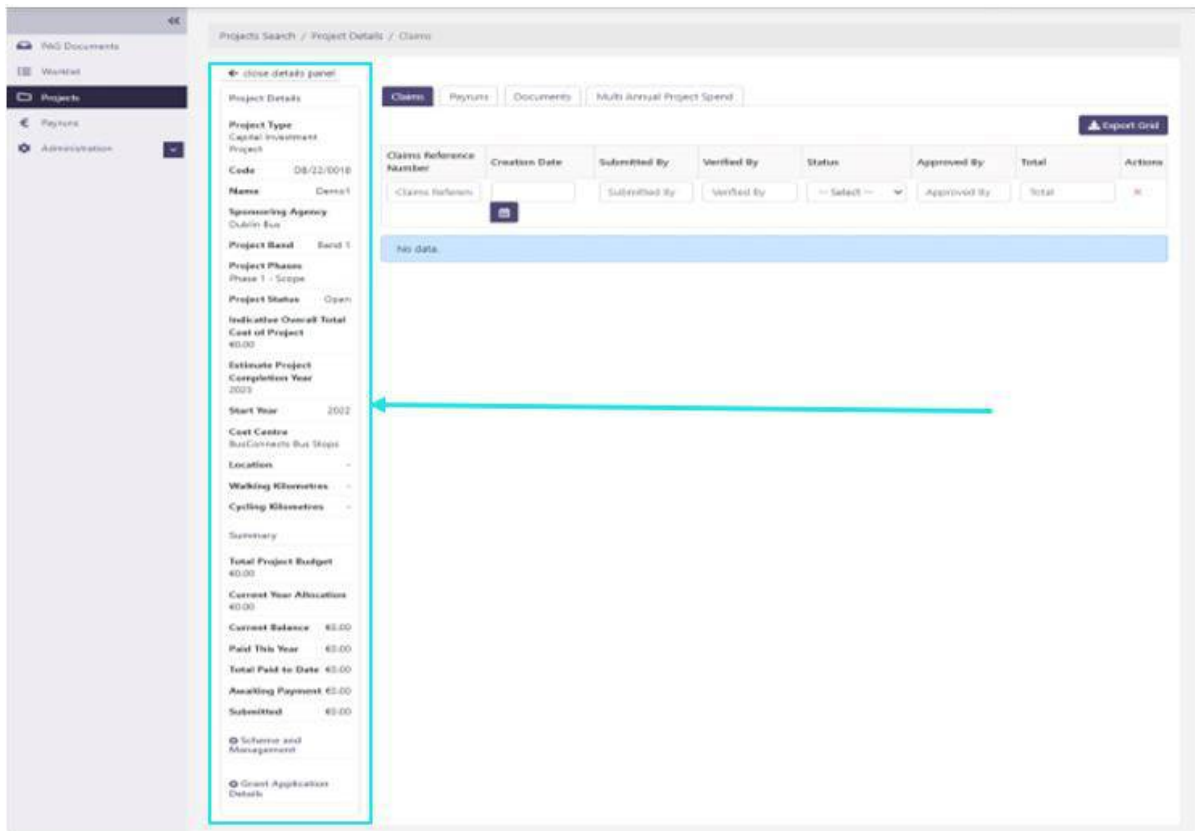 «
PAG Documents
Worklist
Projects
€ Payruns
Administration
Projects Search / Project Details / Claims
close details panel
Project Details
Project Type
Capital Investment
Project
Code DB/22/0018
Name Demo1
Sponsoring Agency
Dublin Bus
Project Band Band 1
Project Phases
Phase 1 - Scope
Project Status Open
Indicative Overall Total
Cost of Project
€0.00
Estimate Project
Completion Year
2023
Start Year 2022
Cost Centre
BusConnects Bus Stops
Location -
Walking Kilometres -
Cycling Kilometres -
Summary
Total Project Budget
€0.00
Current Year Allocation
€0.00
Current Balance €0.00
Paid This Year €0.00
Total Paid to Date €0.00
Awaiting Payment €0.00
Submitted €0.00
Scheme and
Management
Grant Application
Details
Claims Payruns Documents Multi Annual Project Spend
Export Grid
Claims Reference
Number Creation Date Submitted By Verified By Status Approved By Total Actions
Claims Referen Submitted By Verified By -- Select -- Approved By Total ×
No data.